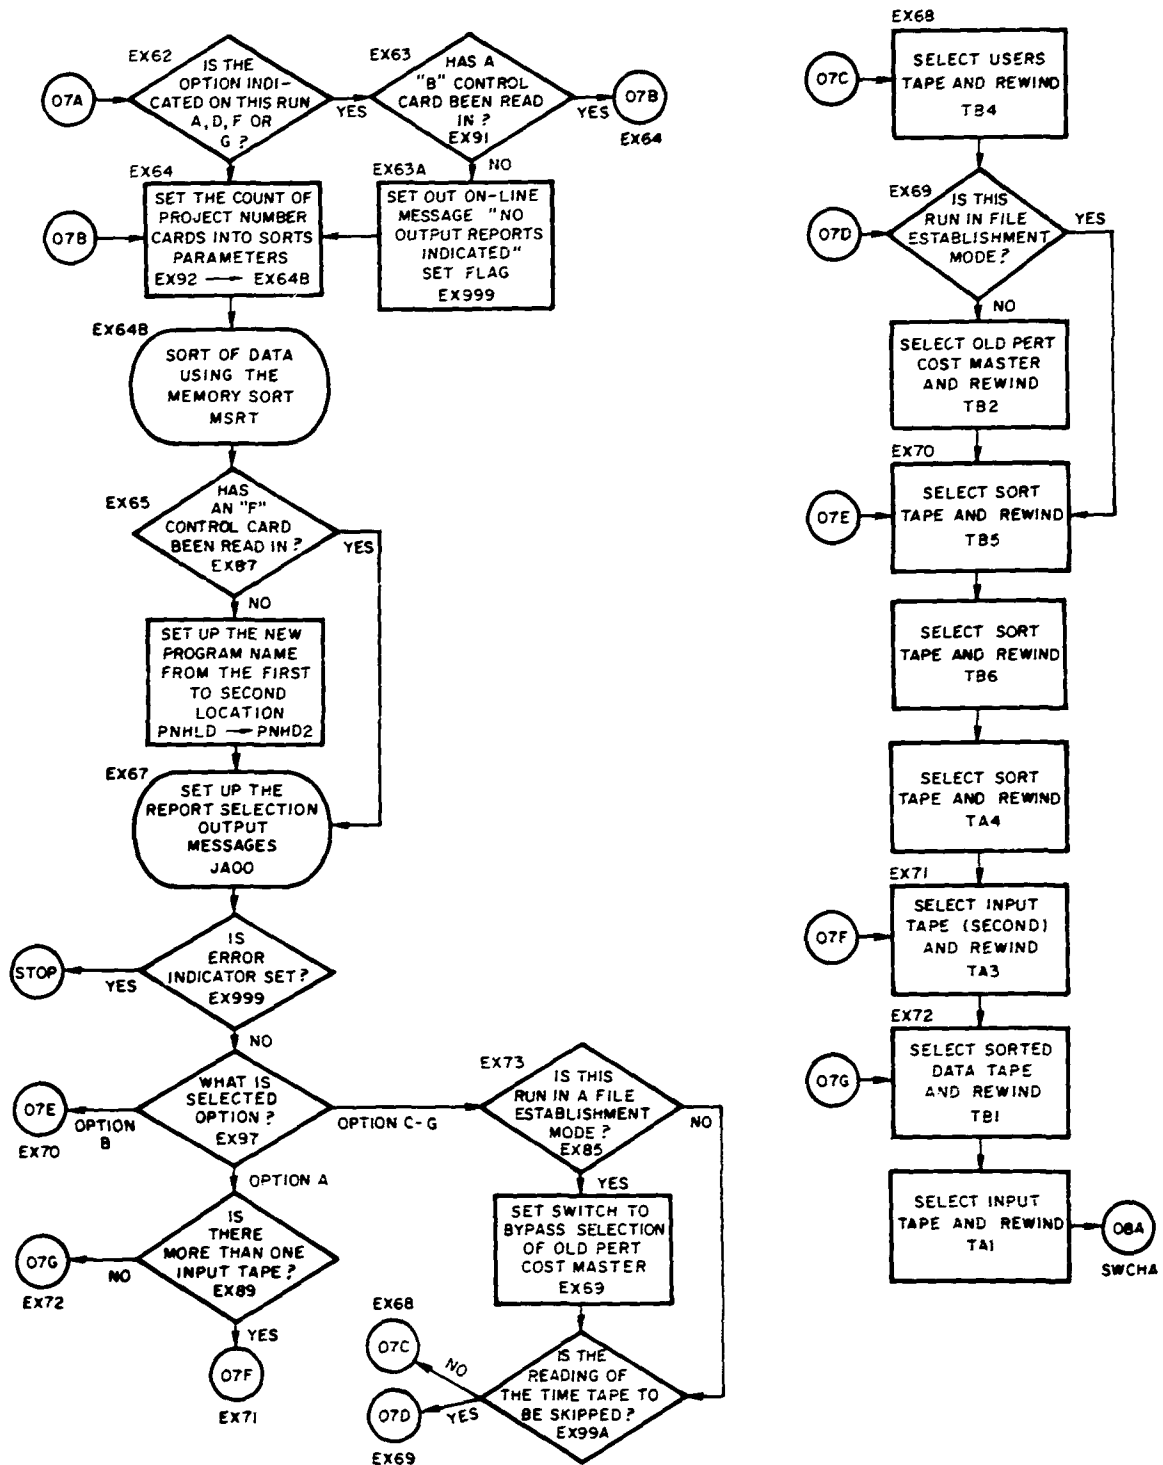 EX62
IS THE
OPTION INDI-
CATED ON THIS RUN
A, D, F OR
G ?
07A
YES
EX63
HAS A
"B" CONTROL
CARD BEEN READ
IN ?
EX91
YES
07B
EX64
NO
EX64
SET THE COUNT OF
PROJECT NUMBER
CARDS INTO SORTS
PARAMETERS
EX92 → EX64B
07B
EX63A
SET OUT ON-LINE
MESSAGE "NO
OUTPUT REPORTS
INDICATED"
SET FLAG
EX999
EX64B
SORT OF DATA
USING THE
MEMORY SORT
MSRT
EX65
HAS
AN "F"
CONTROL CARD
BEEN READ IN ?
EX87
YES
NO
SET UP THE NEW
PROGRAM NAME
FROM THE FIRST
TO SECOND
LOCATION
PNHLD → PNHD2
EX67
SET UP THE
REPORT SELECTION
OUTPUT
MESSAGES
JA00
IS
ERROR
INDICATOR SET ?
EX999
STOP
YES
NO
WHAT IS
SELECTED
OPTION ?
EX97
07E
OPTION
B
EX70
OPTION C-G
OPTION A
IS
THERE
MORE THAN ONE
INPUT TAPE ?
EX89
07G
NO
EX72
YES
07F
EX71
EX73
IS THIS
RUN IN A FILE
ESTABLISHMENT
MODE ?
EX85
NO
YES
SET SWITCH TO
BYPASS SELECTION
OF OLD PERT
COST MASTER
EX69
EX68
07C
NO
IS THE
READING OF
THE TIME TAPE TO
BE SKIPPED ?
EX99A
07D
YES
EX69
EX68
07C
SELECT USERS
TAPE AND REWIND
TB4
EX69
IS THIS
RUN IN FILE
ESTABLISHMENT
MODE ?
07D
YES
NO
SELECT OLD PERT
COST MASTER
AND REWIND
TB2
EX70
SELECT SORT
TAPE AND REWIND
TB5
07E
SELECT SORT
TAPE AND REWIND
TB6
SELECT SORT
TAPE AND REWIND
TA4
EX71
SELECT INPUT
TAPE (SECOND)
AND REWIND
TA3
07F
EX72
SELECT SORTED
DATA TAPE
AND REWIND
TB1
07G
SELECT INPUT
TAPE AND REWIND
TA1
08A
SWCHA